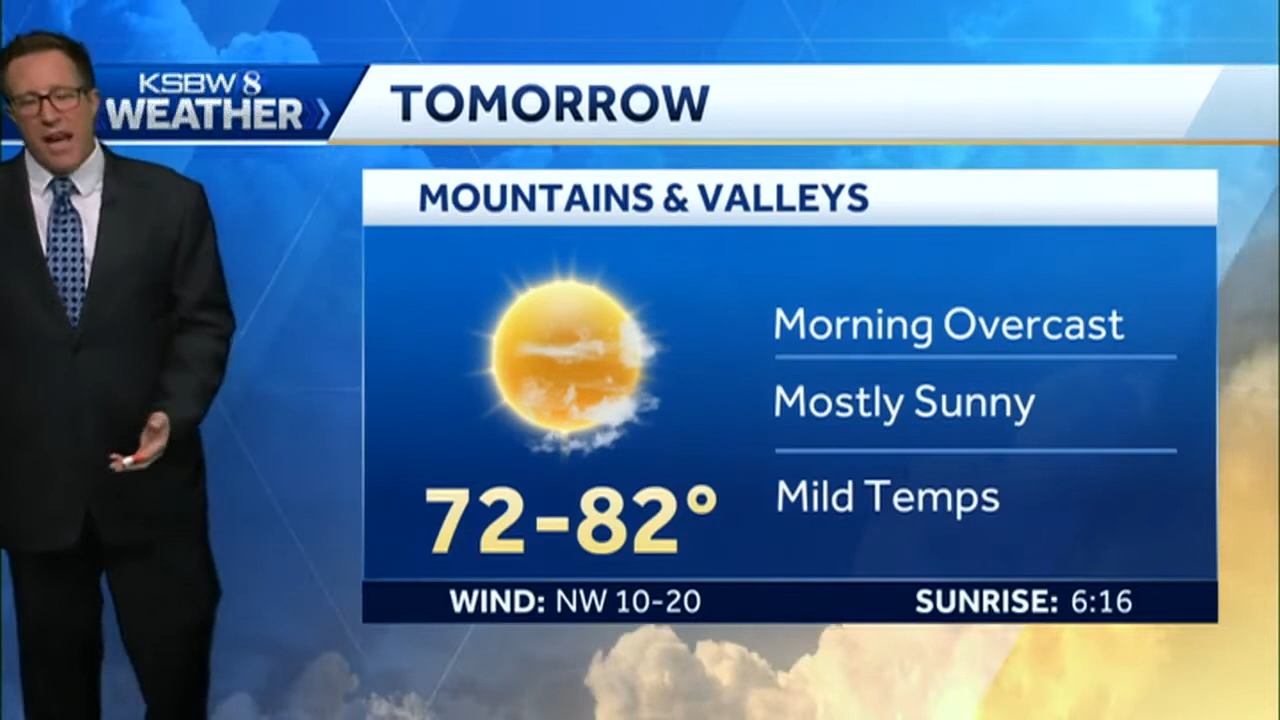 KSBW 8
WEATHER
TOMORROW
MOUNTAINS & VALLEYS
Morning Overcast
Mostly Sunny
72-82°
Mild Temps
WIND: NW 10-20
SUNRISE: 6:16